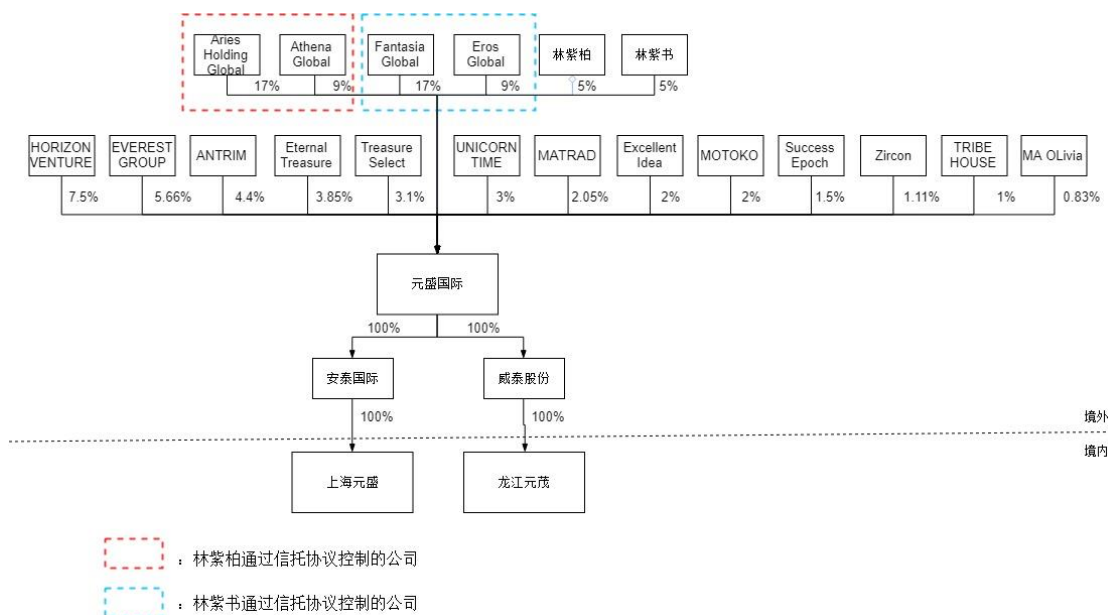 Aries
Holding
Global
Athena
Global
Fantasia
Global
Eros
Global
林紫柏
林紫书
17%
9%
17%
9%
5%
5%
HORIZON
VENTURE
EVEREST
GROUP
ANTRIM
Eternal
Treasure
Treasure
Select
UNICORN
TIME
MATRAD
Excellent
Idea
MOTOKO
Success
Epoch
Zircon
TRIBE
HOUSE
MA OLivia
7.5%
5.66%
4.4%
3.85%
3.1%
3%
2.05%
2%
2%
1.5%
1.11%
1%
0.83%
元盛国际
100%
100%
安泰国际
威泰股份
100%
100%
境外
境内
上海元盛
龙江元茂
：林紫柏通过信托协议控制的公司
：林紫书通过信托协议控制的公司